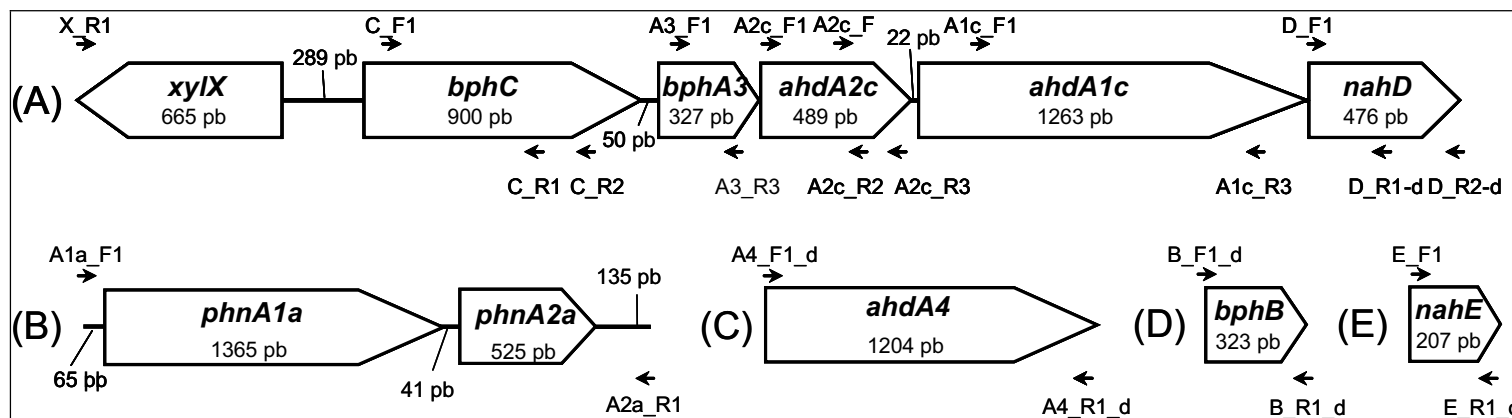 X_R1 C_F1 A3_F1 A2c_F1 A2c_F A1c_F1 D_F1
289 pb 22 pb
(A) xylX bphC bphA3 ahdA2c ahdA1c nahD
665 pb 900 pb 327 pb 489 pb 1263 pb 476 pb
50 pb
C_R1 C_R2 A3_R3 A2c_R2 A2c_R3 A1c_R3 D_R1-d D_R2-d
A1a_F1 135 pb A4_F1_d B_F1_d E_F1
(B) phnA1a phnA2a (C) ahdA4 (D) bphB (E) nahE
1365 pb 525 pb 1204 pb 323 pb 207 pb
65 pb 41 pb
A2a_R1 A4_R1_d B_R1_d E_R1_d